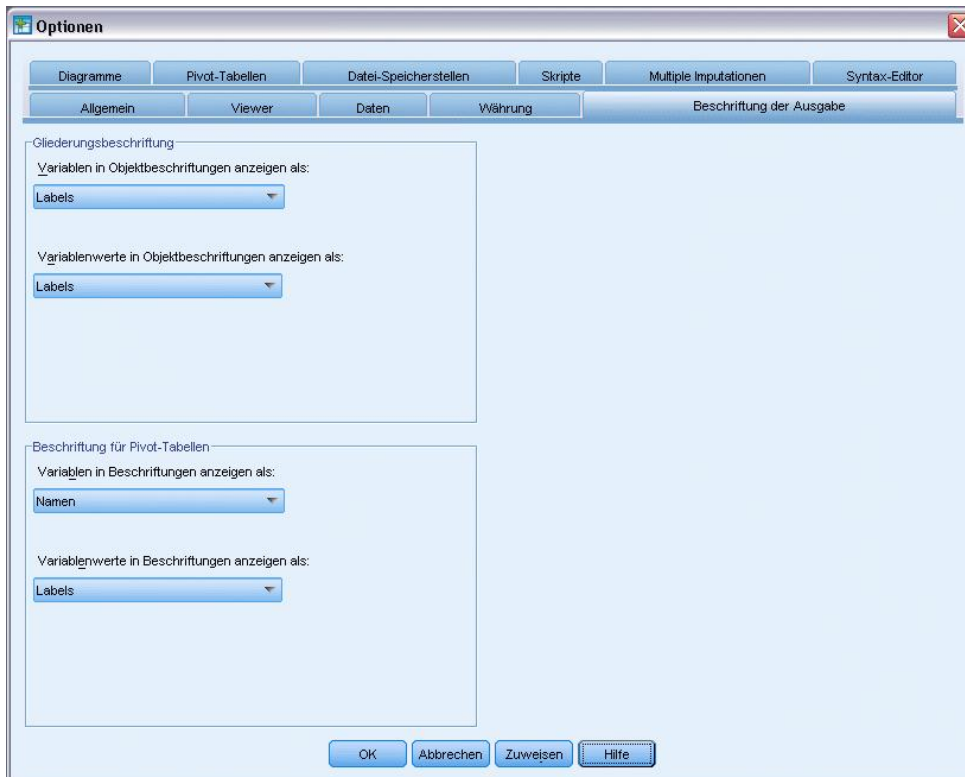 Optionen
Diagramme Pivot-Tabellen Datei-Speicherstellen Skripte Multiple Imputationen Syntax-Editor
Allgemein Viewer Daten Währung Beschriftung der Ausgabe
Gliederungsbeschriftung
Variablen in Objektbeschriftungen anzeigen als:
Labels
Variablenwerte in Objektbeschriftungen anzeigen als:
Labels
Beschriftung für Pivot-Tabellen
Variablen in Beschriftungen anzeigen als:
Namen
Variablenwerte in Beschriftungen anzeigen als:
Labels
OK Abbrechen Zuweisen Hilfe